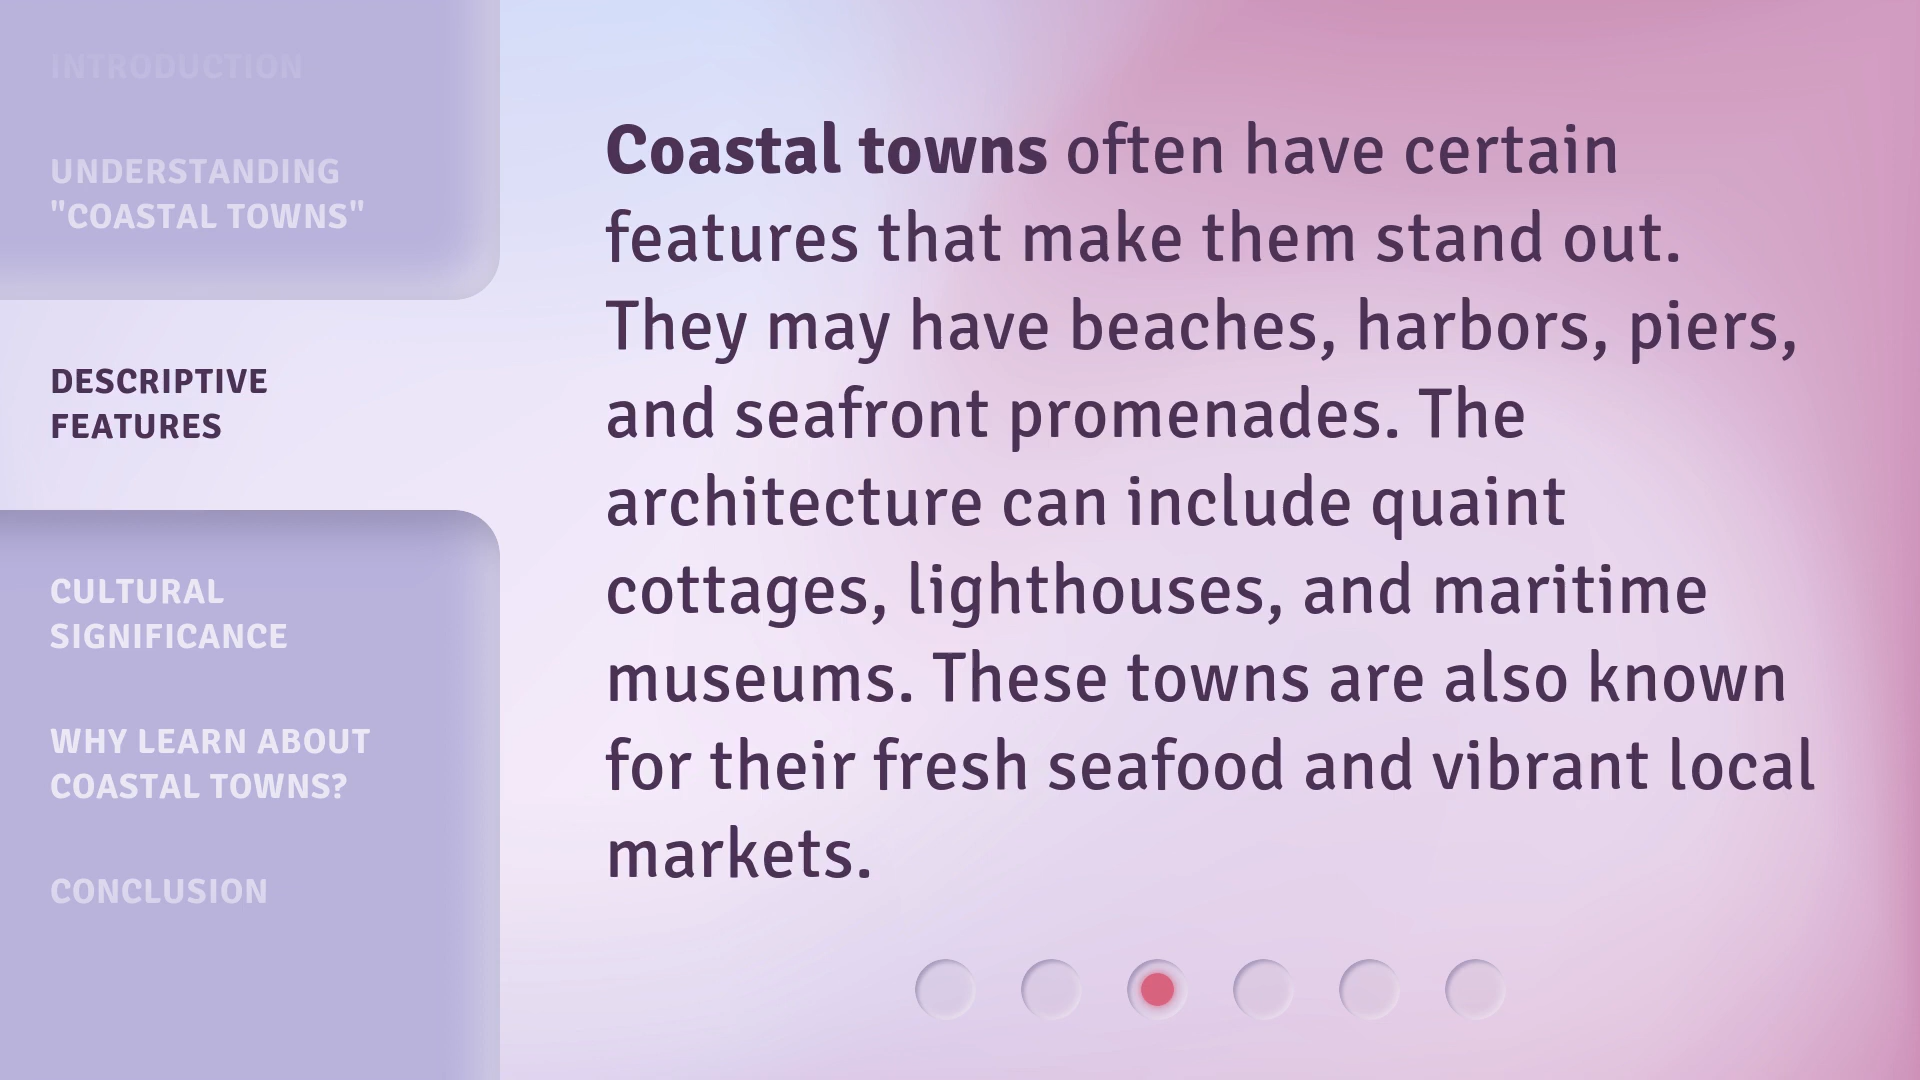 INTRODUCTION
UNDERSTANDING
"COASTAL TOWNS"
DESCRIPTIVE
FEATURES
CULTURAL
SIGNIFICANCE
WHY LEARN ABOUT
COASTAL TOWNS?
CONCLUSION
Coastal towns often have certain
features that make them stand out.
They may have beaches, harbors, piers,
and seafront promenades. The
architecture can include quaint
cottages, lighthouses, and maritime
museums. These towns are also known
for their fresh seafood and vibrant local
markets.